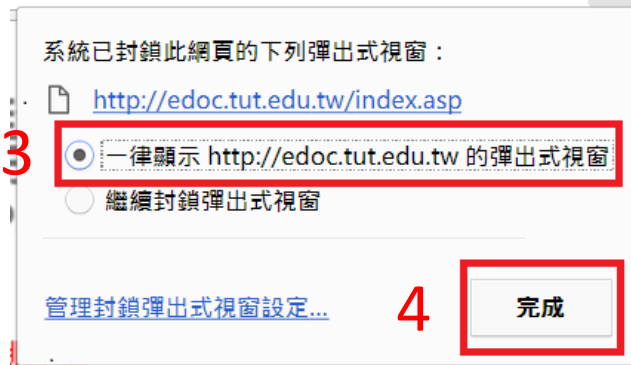 系統已封鎖此網頁的下列彈出式視窗：
http://edoc.tut.edu.tw/index.asp
3
一律顯示 http://edoc.tut.edu.tw 的彈出式視窗
繼續封鎖彈出式視窗
管理封鎖彈出式視窗設定...
4
完成